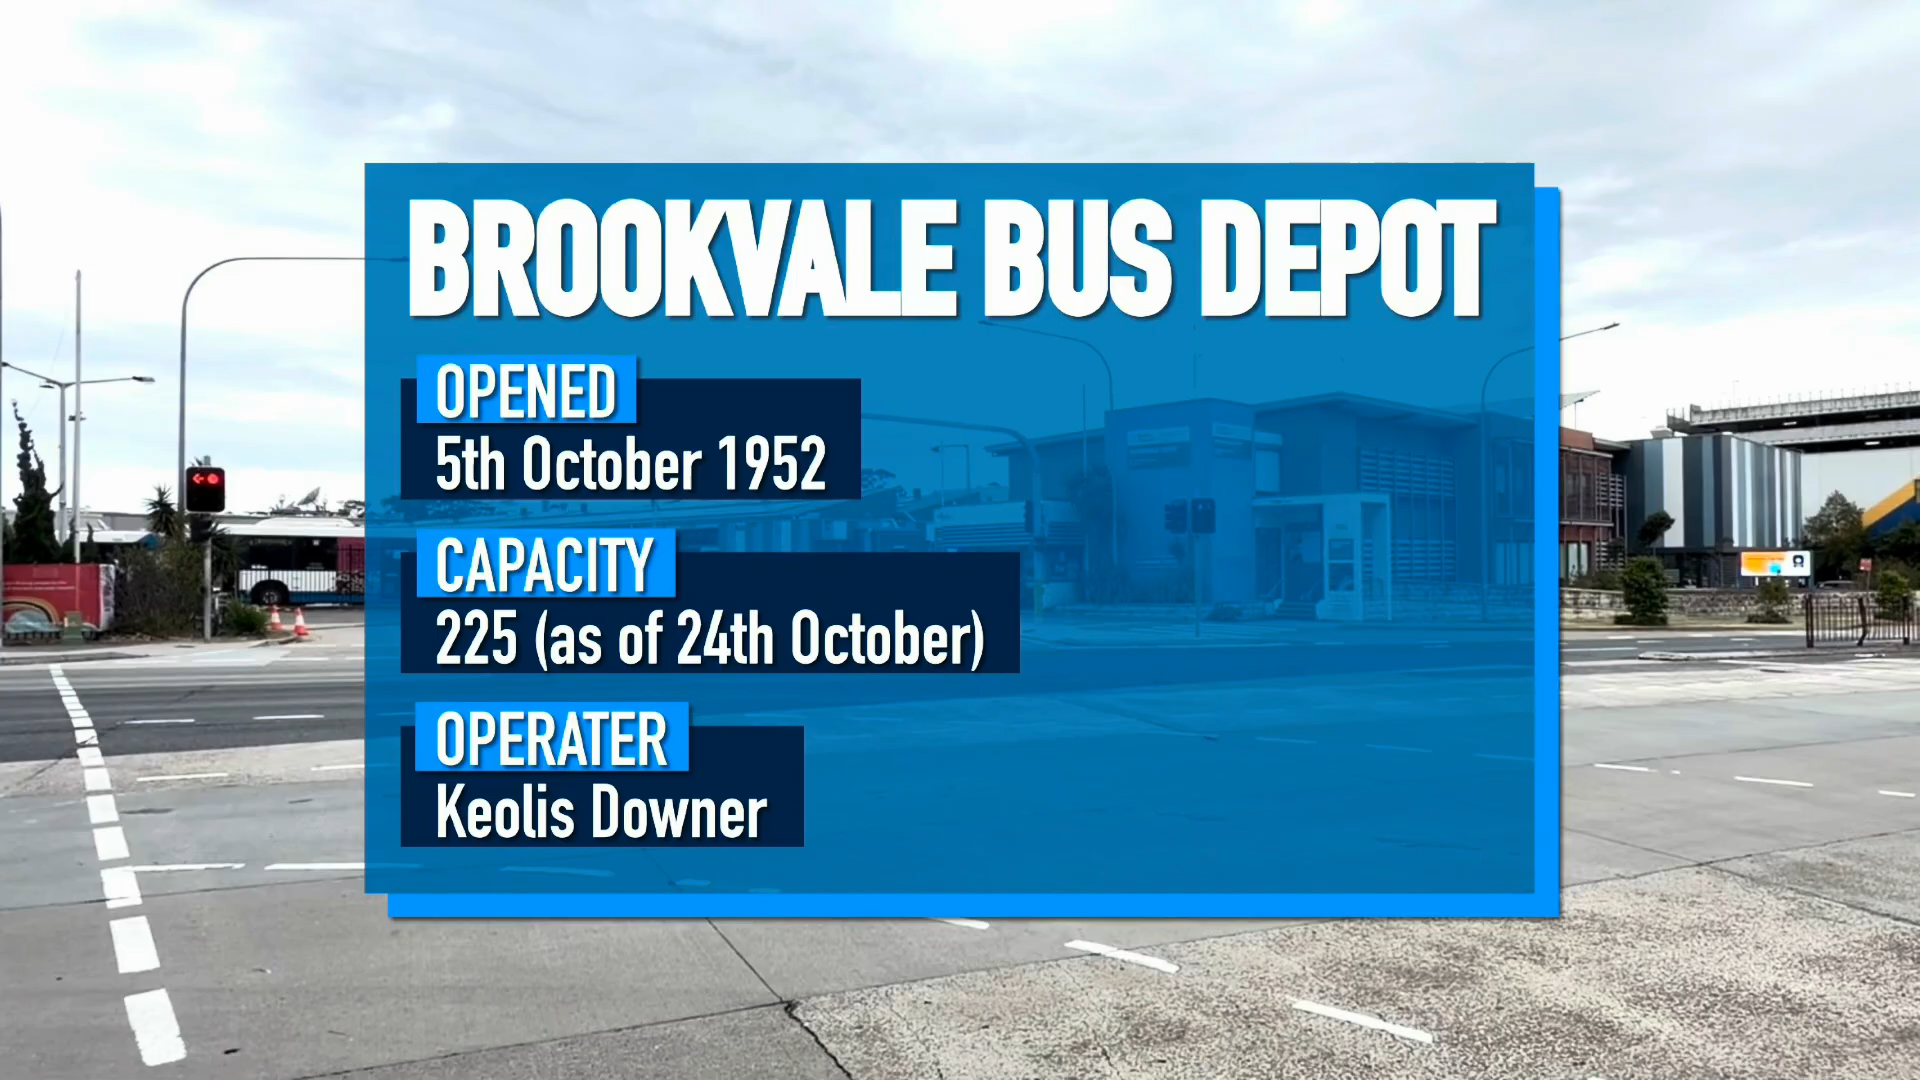 BROOKVALE BUS DEPOT
OPENED
5th October 1952
CAPACITY
225 (as of 24th October)
OPERATER
Keolis Downer